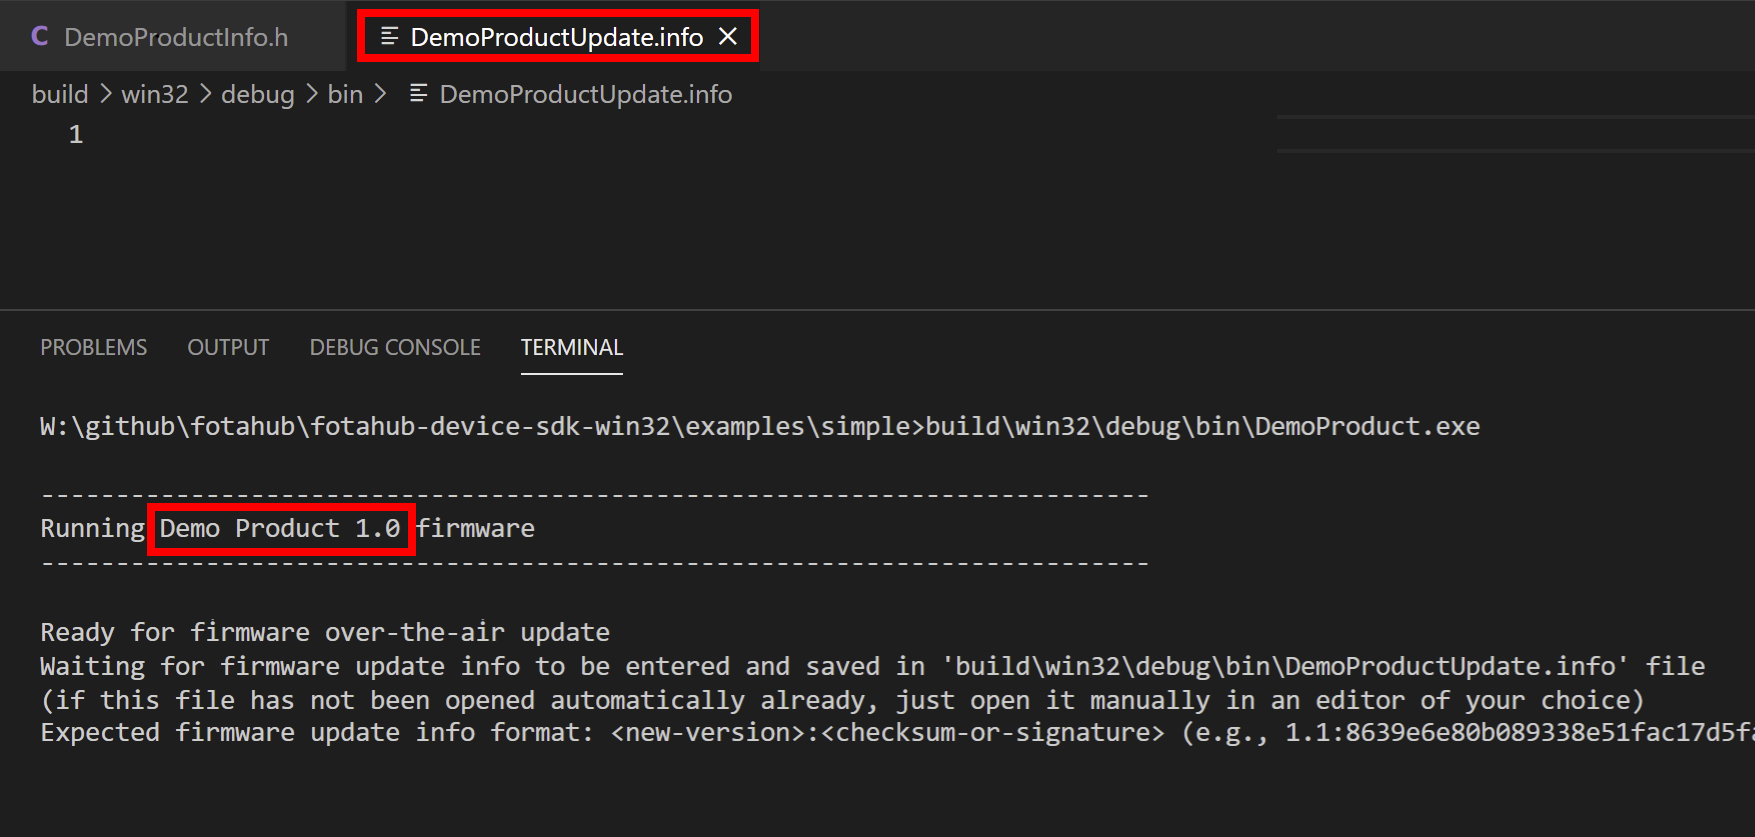 C DemoProductInfo.h DemoProductUpdate.info
build > win32 > debug > bin > DemoProductUpdate.info
1
PROBLEMS OUTPUT DEBUG CONSOLE TERMINAL
W:\github\fotahub\fotahub-device-sdk-win32\examples\simple>build\win32\debug\bin\DemoProduct.exe
--------------------------------------------------------------------------
Running Demo Product 1.0 firmware
--------------------------------------------------------------------------
Ready for firmware over-the-air update
Waiting for firmware update info to be entered and saved in 'build\win32\debug\bin\DemoProductUpdate.info' file
(if this file has not been opened automatically already, just open it manually in an editor of your choice)
Expected firmware update info format: <new-version>:<checksum-or-signature> (e.g., 1.1:8639e6e80b089338e51fac17d5fa